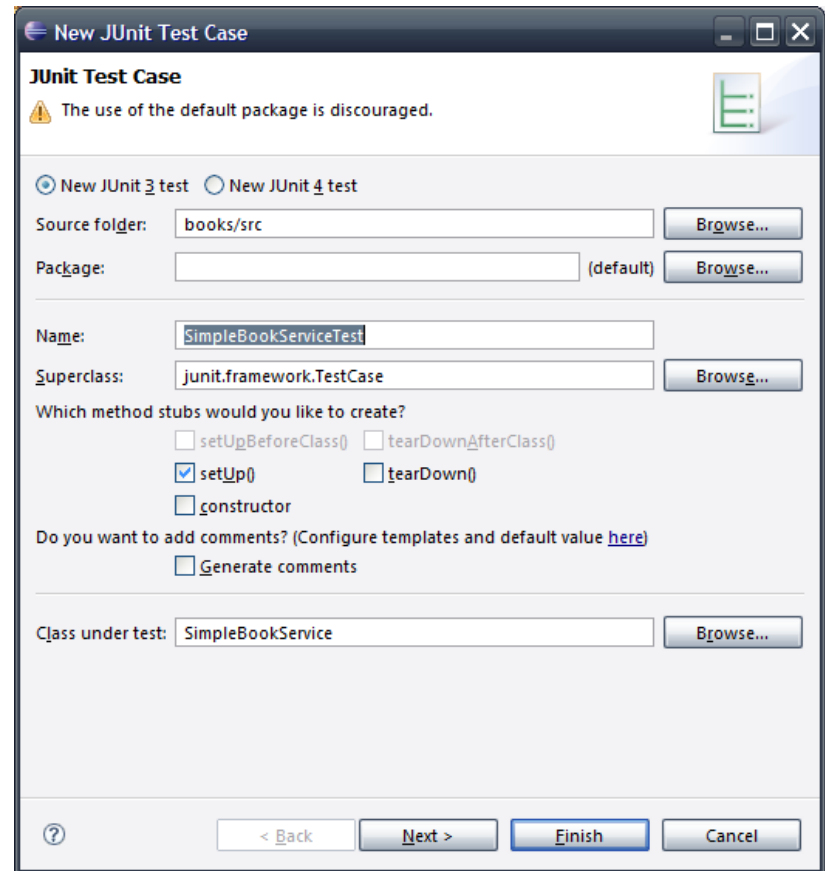 New JUnit Test Case
JUnit Test Case
The use of the default package is discouraged.
New JUnit 3 test New JUnit 4 test
Source folder: books/src Browse...
Package: (default) Browse...
Name: SimpleBookServiceTest
Superclass: junit.framework.TestCase Browse...
Which method stubs would you like to create?
setUpBeforeClass() tearDownAfterClass()
setUp() tearDown()
constructor
Do you want to add comments? (Configure templates and default value here)
Generate comments
Class under test: SimpleBookService Browse...
? < Back Next > Finish Cancel